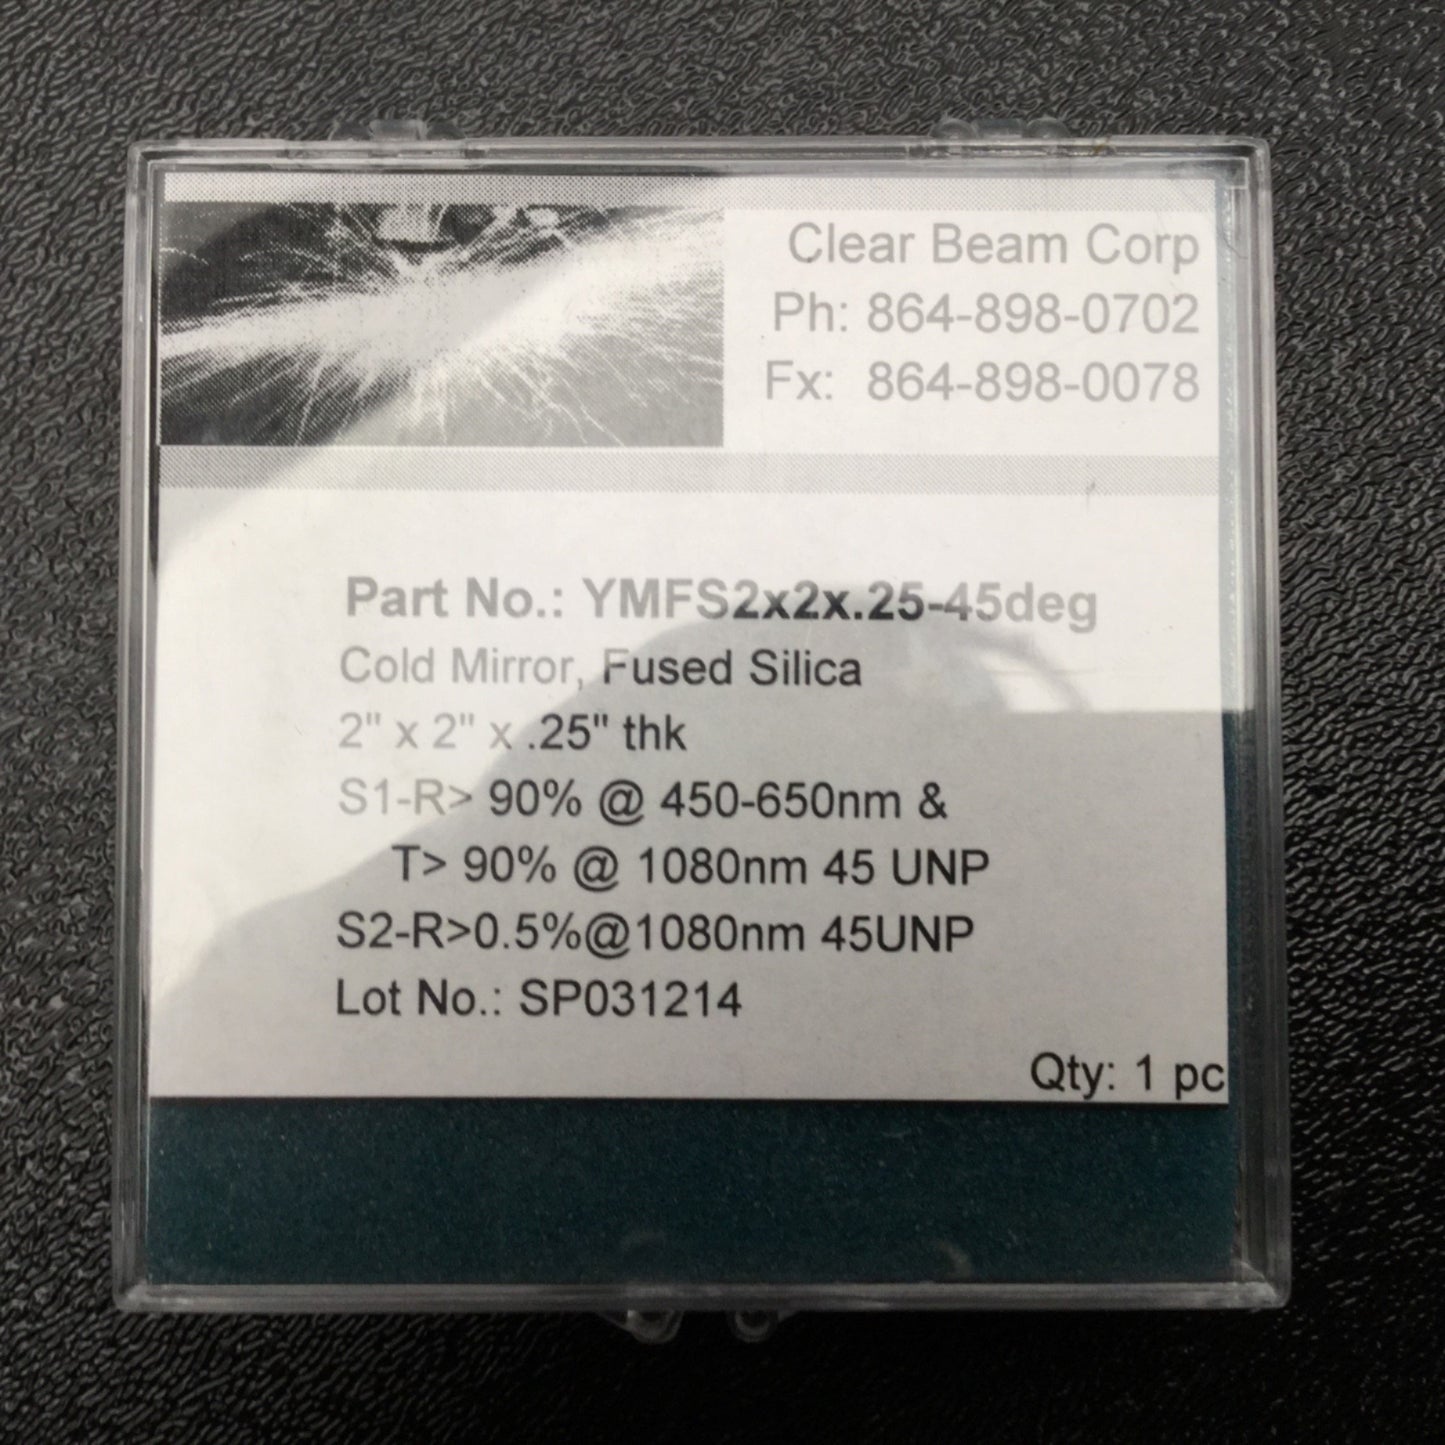 Clear Beam Corp
Ph: 864-898-0702
Fx: 864-898-0078
Part No.: YMFS2x2x.25-45deg
Cold Mirror, Fused Silica
2" x 2" x .25" thk
S1-R> 90% @ 450-650nm &
T> 90% @ 1080nm 45 UNP
S2-R>0.5%@1080nm 45UNP
Lot No.: SP031214
Qty: 1 pc